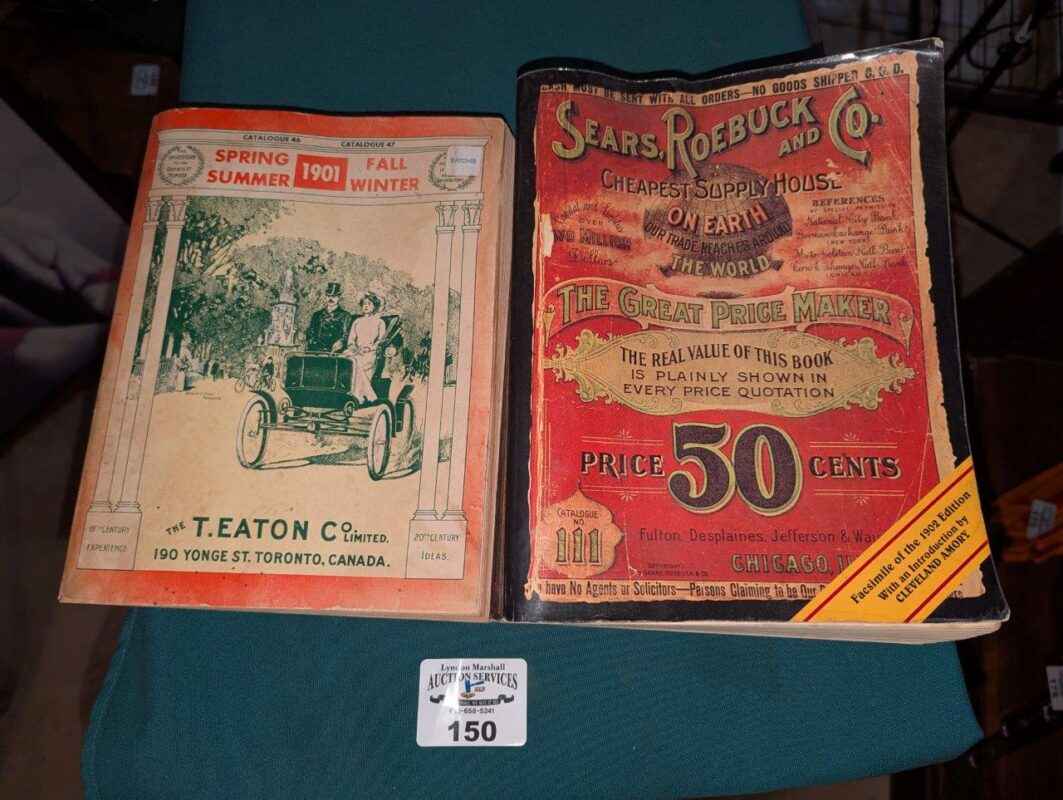 CATALOGUE 46
CATALOGUE 47
SPRING
SUMMER
1901
FALL
WINTER
THE T. EATON CO. LIMITED.
190 YONGE ST. TORONTO, CANADA.
19TH CENTURY
EXPERIENCE
20TH CENTURY
IDEAS.
CASH MUST BE SENT WITH ALL ORDERS—NO GOODS SHIPPED C.O.D.
SEARS, ROEBUCK AND CO.
CHEAPEST SUPPLY HOUSE
ON EARTH
OUR TRADE REACHES AROUND
THE WORLD
REFERENCES
THE GREAT PRICE MAKER
THE REAL VALUE OF THIS BOOK
IS PLAINLY SHOWN IN
EVERY PRICE QUOTATION
PRICE 50 CENTS
CATALOGUE
NO.
111
Fulton, Desplaines, Jefferson &
CHICAGO,
have No Agents or Solicitors—Persons Claiming to be Our
Facsimile of the 1902 Edition
With an Introduction by
CLEVELAND AMORY
Lyndon Marshall
AUCTION SERVICES
150